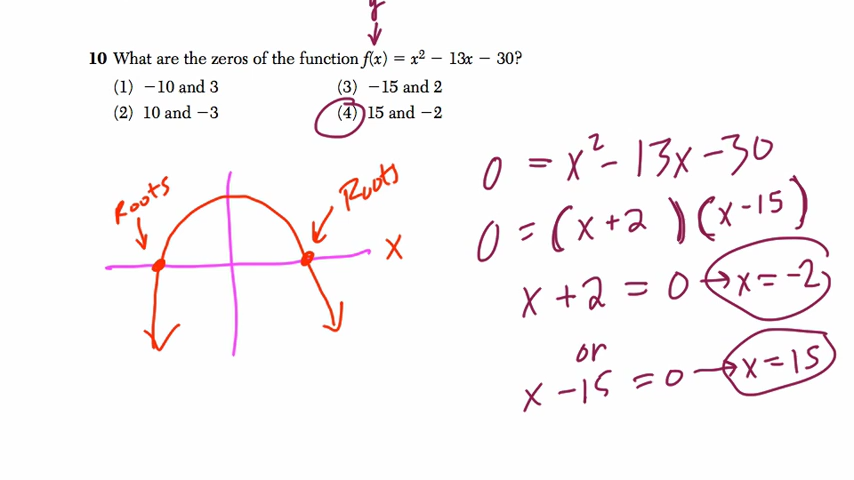 y
10 What are the zeros of the function f(x) = x² − 13x − 30?
(1) −10 and 3
(3) −15 and 2
(2) 10 and −3
(4) 15 and −2
Roots
Roots
X
0 = x² - 13x - 30
0 = (x+2)(x-15)
x + 2 = 0 → x = -2
or
x - 15 = 0 → x = 15